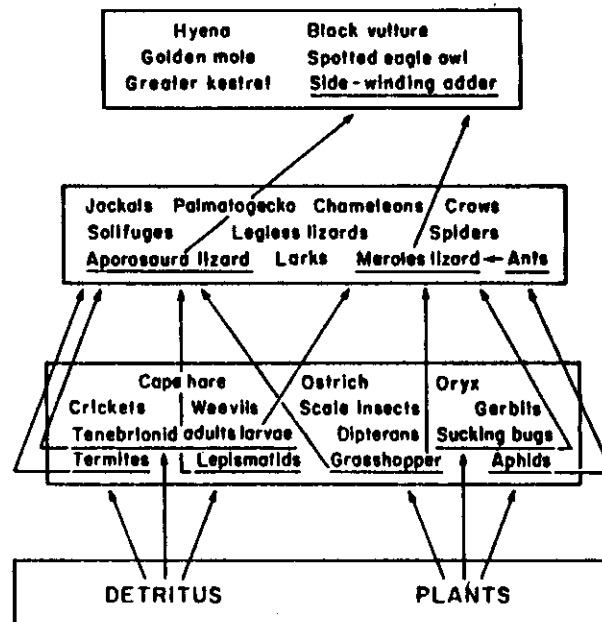 Hyena Black vulture
Golden mole Spotted eagle owl
Greater kestrel Side-winding adder
Jackals Palmatogecko Chameleons Crows
Solifuges Legless lizards Spiders
Aporosaura lizard Larks Meroles lizard Ants
Cape hare Ostrich Oryx
Crickets Weevils Scale insects Gerbils
Tenebrionid adults larvae Dipterans Sucking bugs
Termites Lepismatids Grasshopper Aphids
DETRITUS PLANTS